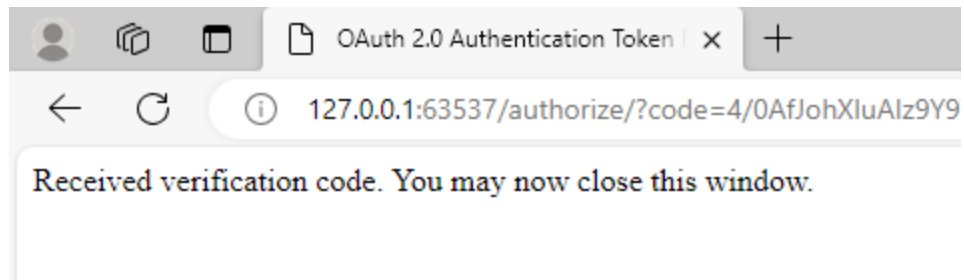 OAuth 2.0 Authentication Token
127.0.0.1:63537/authorize/?code=4/0AfJohXluAlz9Y9
Received verification code. You may now close this window.